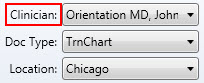 Clinician: Orientation MD, John
Doc Type: TrnChart
Location: Chicago